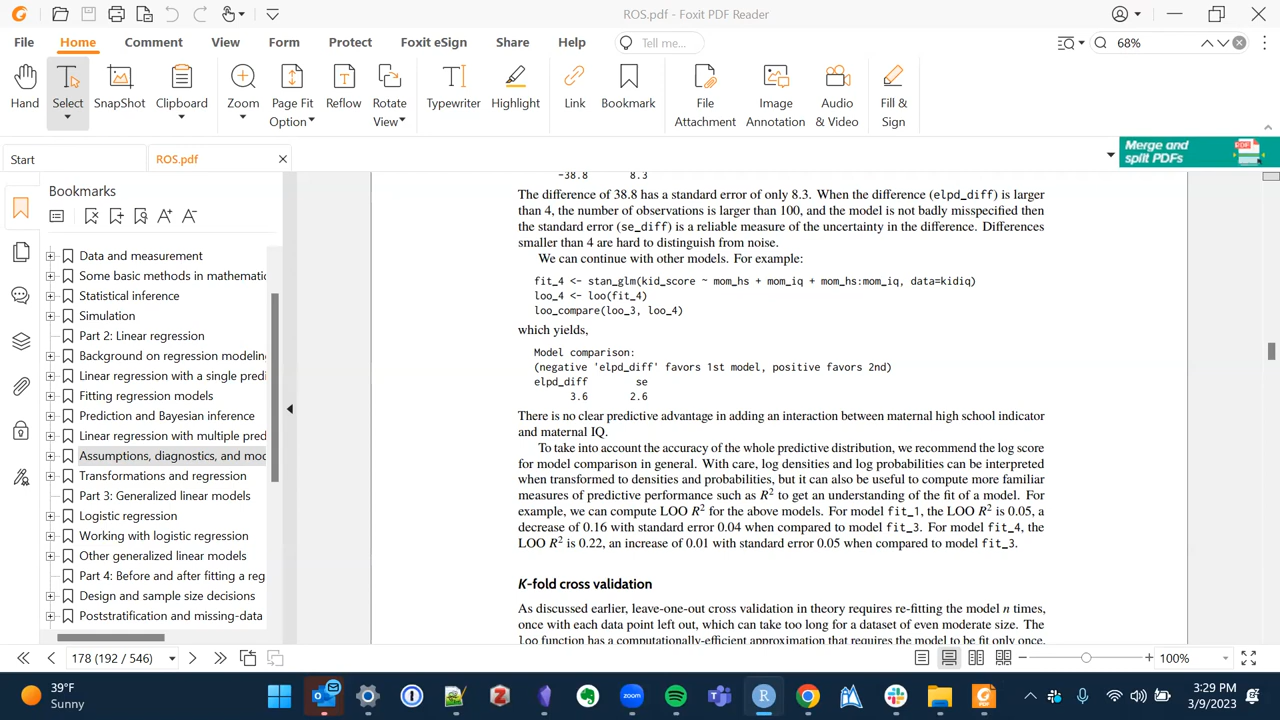 ROS.pdf - Foxit PDF Reader
File Home Comment View Form Protect Foxit eSign Share Help Tell me... 68%
Hand Select SnapShot Clipboard Zoom Page Fit Option Reflow Rotate View Typewriter Highlight Link Bookmark File Attachment Image Annotation Audio & Video Fill & Sign
Start ROS.pdf
Merge and
split PDFs
Bookmarks
Data and measurement
Some basic methods in mathematic
Statistical inference
Simulation
Part 2: Linear regression
Background on regression modelin
Linear regression with a single predi
Fitting regression models
Prediction and Bayesian inference
Linear regression with multiple pred
Assumptions, diagnostics, and mod
Transformations and regression
Part 3: Generalized linear models
Logistic regression
Working with logistic regression
Other generalized linear models
Part 4: Before and after fitting a reg
Design and sample size decisions
Poststratification and missing-data
-38.8 8.3
The difference of 38.8 has a standard error of only 8.3. When the difference (elpd_diff) is larger
than 4, the number of observations is larger than 100, and the model is not badly misspecified then
the standard error (se_diff) is a reliable measure of the uncertainty in the difference. Differences
smaller than 4 are hard to distinguish from noise.
We can continue with other models. For example:
fit_4 <- stan_glm(kid_score ~ mom_hs + mom_iq + mom_hs:mom_iq, data=kidiq)
loo_4 <- loo(fit_4)
loo_compare(loo_3, loo_4)
which yields,
Model comparison:
(negative 'elpd_diff' favors 1st model, positive favors 2nd)
elpd_diff se
3.6 2.6
There is no clear predictive advantage in adding an interaction between maternal high school indicator
and maternal IQ.
To take into account the accuracy of the whole predictive distribution, we recommend the log score
for model comparison in general. With care, log densities and log probabilities can be interpreted
when transformed to densities and probabilities, but it can also be useful to compute more familiar
measures of predictive performance such as R² to get an understanding of the fit of a model. For
example, we can compute LOO R² for the above models. For model fit_1, the LOO R² is 0.05, a
decrease of 0.16 with standard error 0.04 when compared to model fit_3. For model fit_4, the
LOO R² is 0.22, an increase of 0.01 with standard error 0.05 when compared to model fit_3.
K-fold cross validation
As discussed earlier, leave-one-out cross validation in theory requires re-fitting the model n times,
once with each data point left out, which can take too long for a dataset of even moderate size. The
loo function has a computationally-efficient approximation that requires the model to be fit only once,
178 (192 / 546) 100%
39°F
Sunny
zoom
3:29 PM
3/9/2023